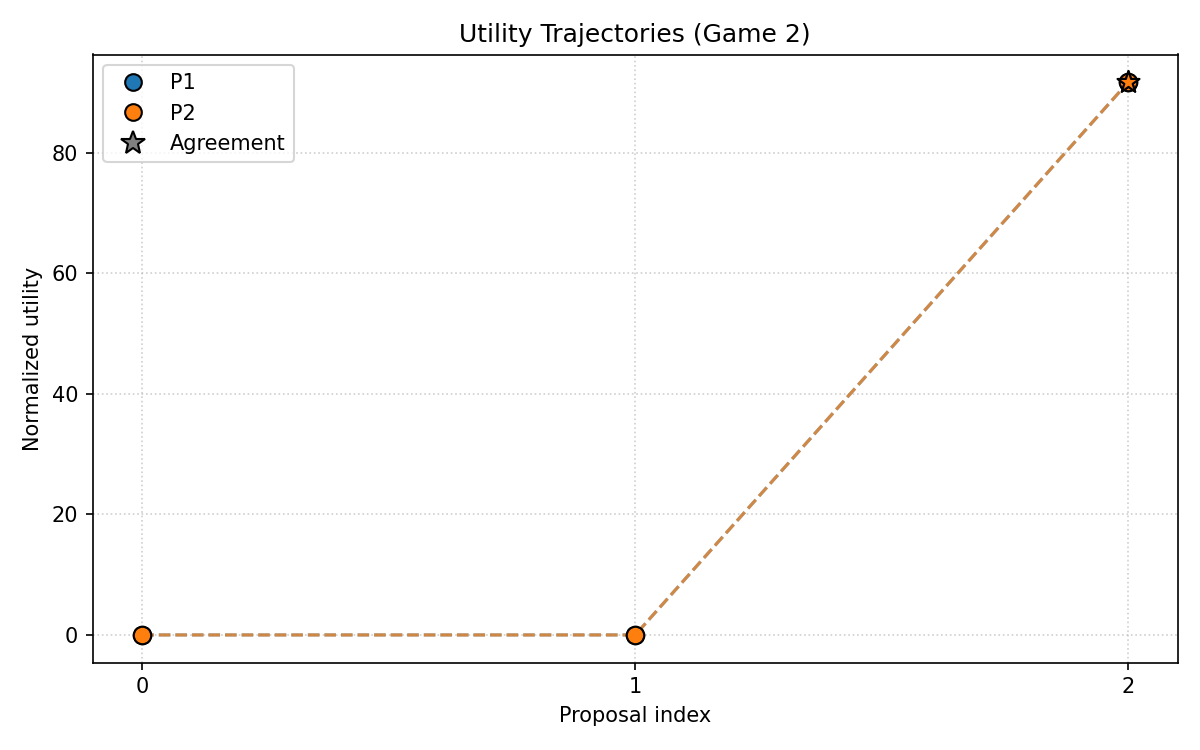 Utility Trajectories (Game 2)
P1
P2
Agreement
80
60
40
20
0
Normalized utility
0 1 2
Proposal index